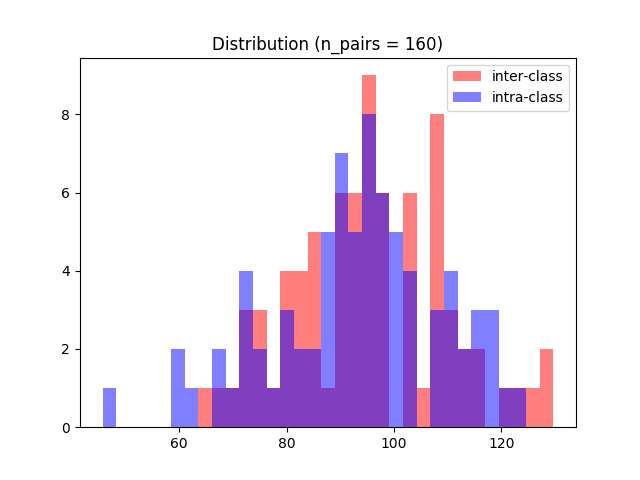 Distribution (n_pairs = 160)
inter-class
intra-class
8
6
4
2
0
60 80 100 120